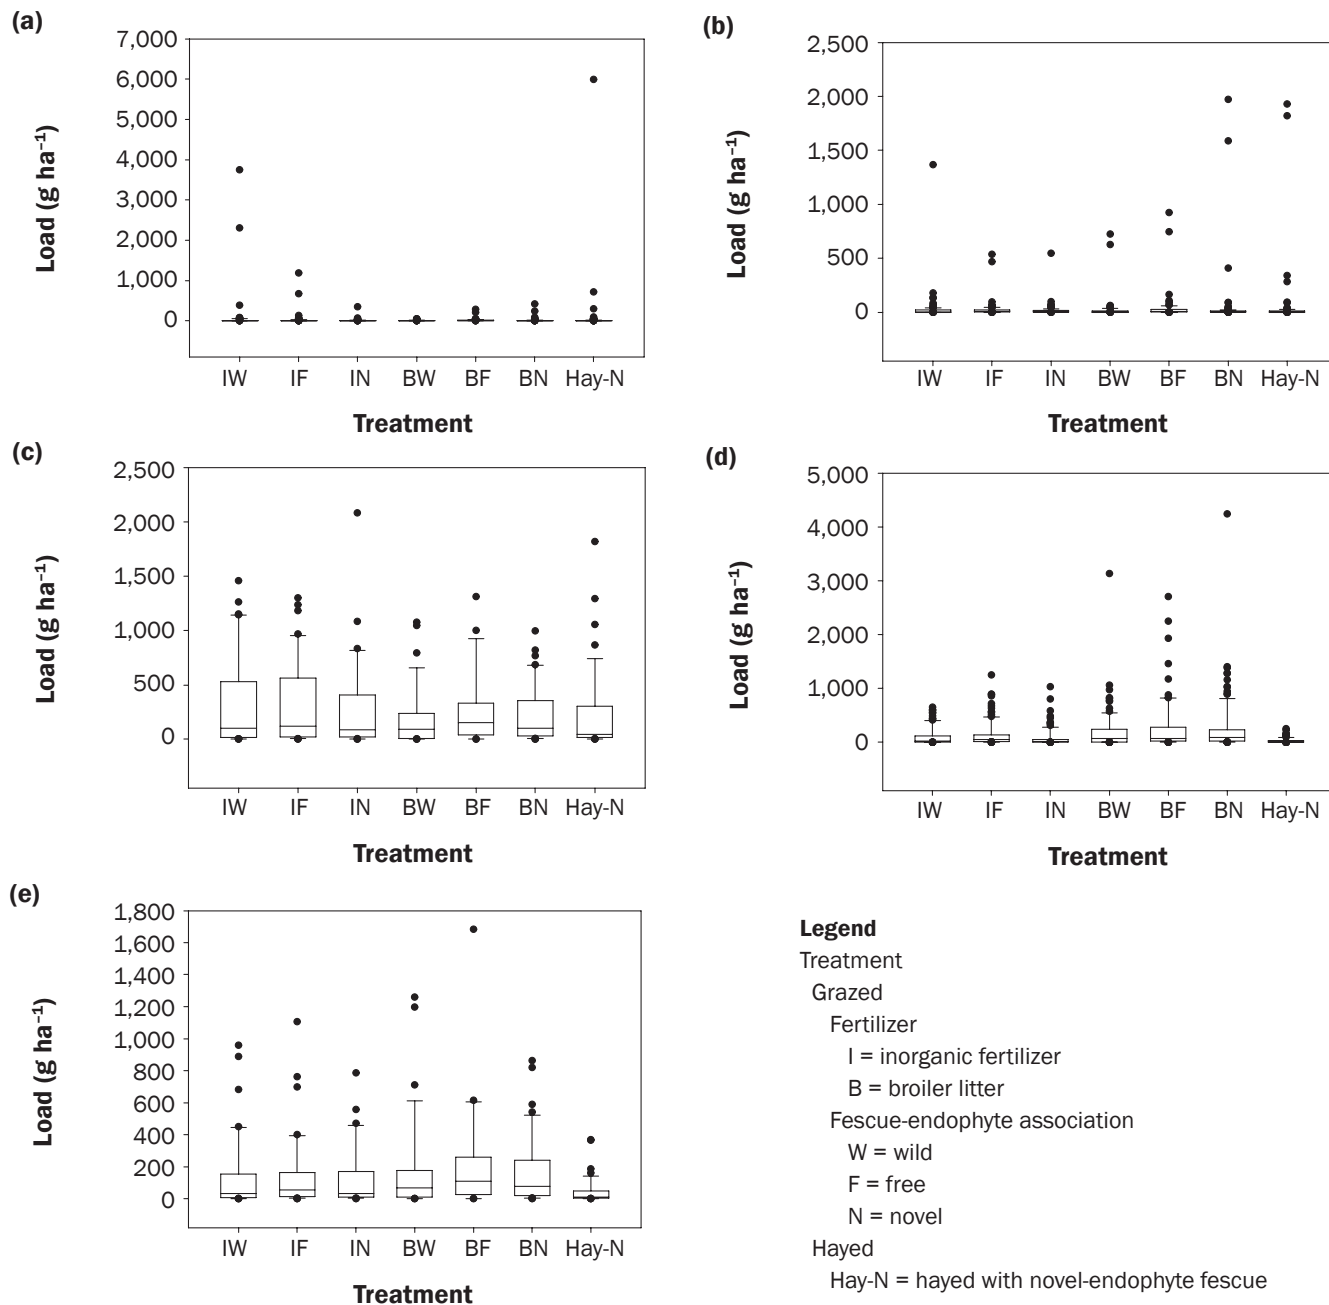 (a)
7,000
6,000
5,000
4,000
3,000
2,000
1,000
0
Load (g ha⁻¹)
IW IF IN BW BF BN Hay-N
Treatment
(b)
2,500
2,000
1,500
1,000
500
0
Load (g ha⁻¹)
IW IF IN BW BF BN Hay-N
Treatment
(c)
2,500
2,000
1,500
1,000
500
0
Load (g ha⁻¹)
IW IF IN BW BF BN Hay-N
Treatment
(d)
5,000
4,000
3,000
2,000
1,000
0
Load (g ha⁻¹)
IW IF IN BW BF BN Hay-N
Treatment
(e)
1,800
1,600
1,400
1,200
1,000
800
600
400
200
0
Load (g ha⁻¹)
IW IF IN BW BF BN Hay-N
Treatment
Legend
Treatment
Grazed
Fertilizer
I = inorganic fertilizer
B = broiler litter
Fescue-endophyte association
W = wild
F = free
N = novel
Hayed
Hay-N = hayed with novel-endophyte fescue